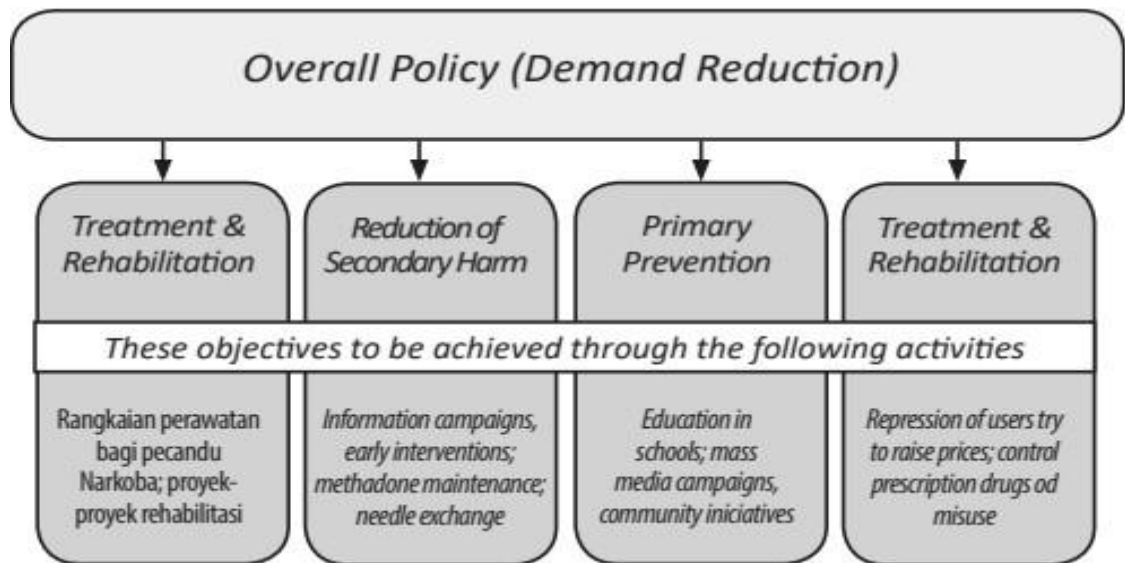 Overall Policy (Demand Reduction)
Treatment &
Rehabilitation
Reduction of
Secondary Harm
Primary
Prevention
Treatment &
Rehabilitation
These objectives to be achieved through the following activities
Rangkaian perawatan
bagi pecandu
Narkoba; proyek-
proyek rehabilitasi
Information campaigns,
early interventions;
methadone maintenance;
needle exchange
Education in
schools; mass
media campaigns,
community iniciatives
Repression of users try
to raise prices; control
prescription drugs od
misuse